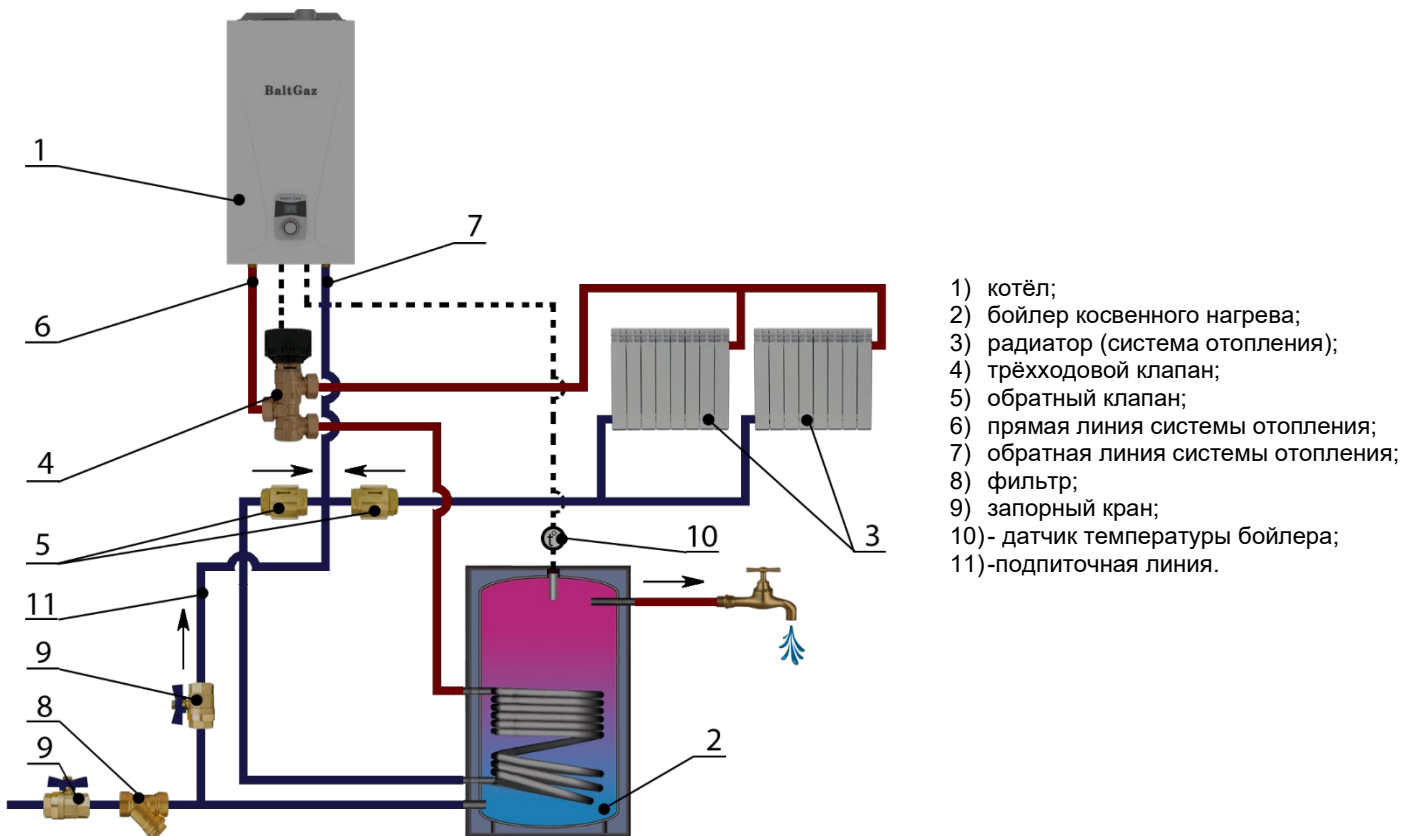 BaltGaz
1
7
6
4
5
10
3
11
9
8
9
2
t°
1) котёл;
2) бойлер косвенного нагрева;
3) радиатор (система отопления);
4) трёхходовой клапан;
5) обратный клапан;
6) прямая линия системы отопления;
7) обратная линия системы отопления;
8) фильтр;
9) запорный кран;
10)- датчик температуры бойлера;
11)-подпиточная линия.